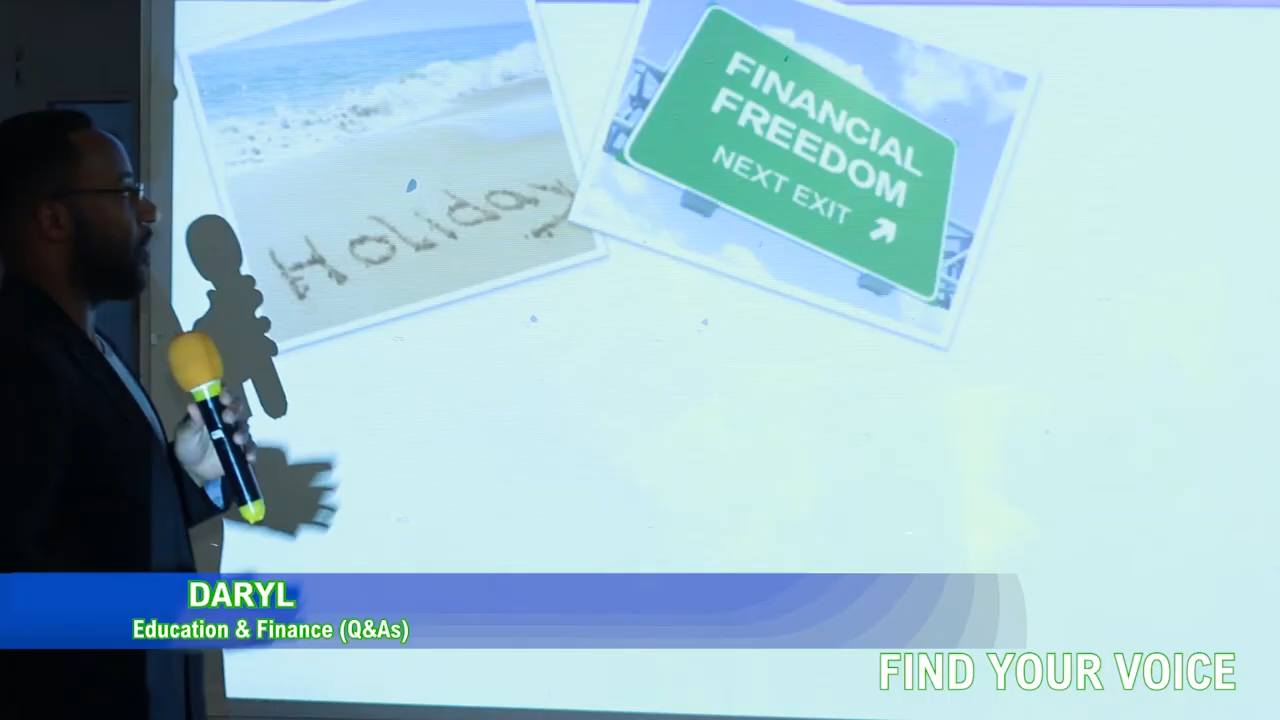 Holiday
FINANCIAL
FREEDOM
NEXT EXIT
DARYL
Education & Finance (Q&As)
FIND YOUR VOICE